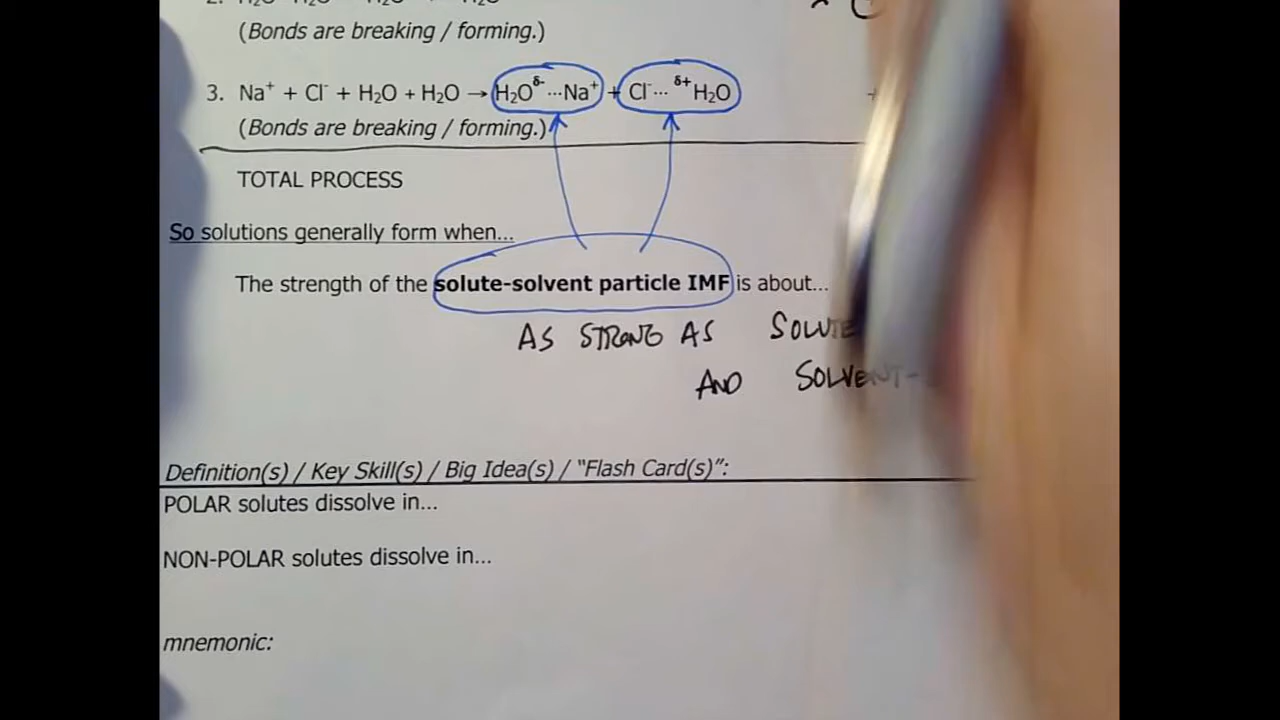 (Bonds are breaking / forming.)
3. Na⁺ + Cl⁻ + H₂O + H₂O → H₂O^δ⁻ ···Na⁺ + Cl⁻··· ^δ⁺H₂O
(Bonds are breaking / forming.)
TOTAL PROCESS
So solutions generally form when...
The strength of the solute-solvent particle IMF is about...
AS STRONG AS SOLUTE
AND SOLVENT-
Definition(s) / Key Skill(s) / Big Idea(s) / "Flash Card(s)":
POLAR solutes dissolve in...
NON-POLAR solutes dissolve in...
mnemonic: